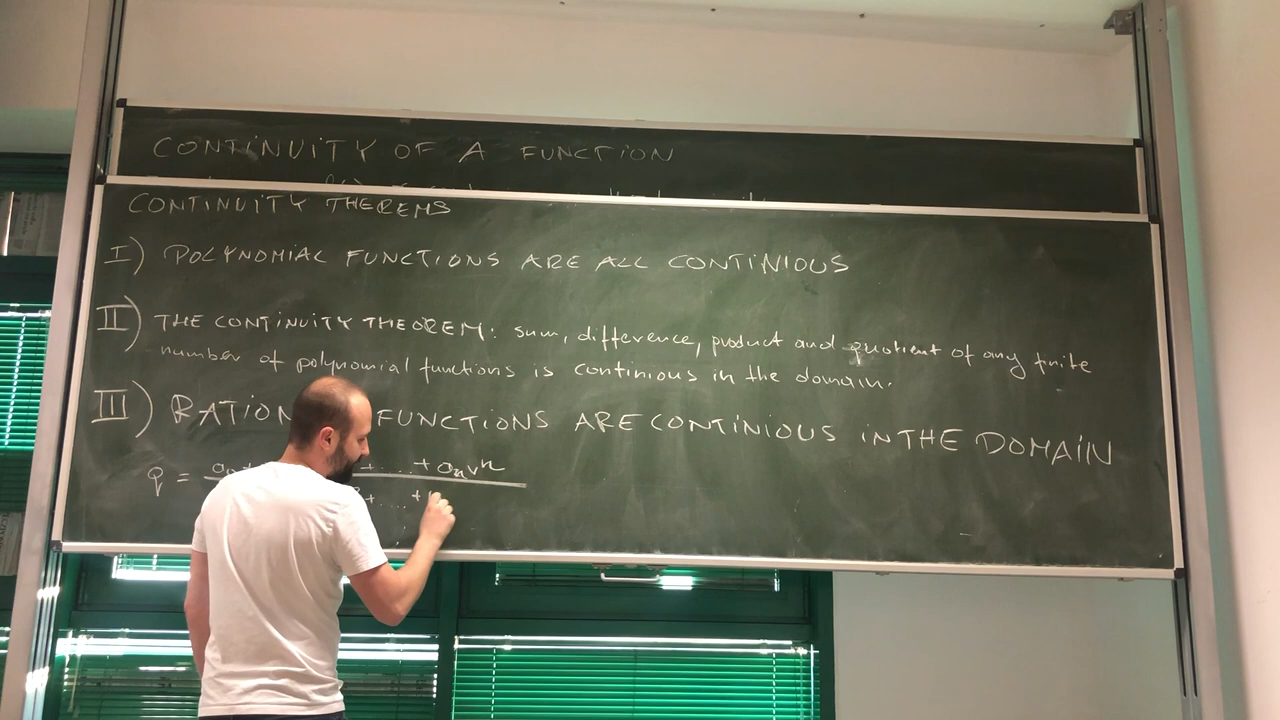 CONTINUITY OF A FUNCTION
CONTINUITY THEREMS
I) POLYNOMIAL FUNCTIONS ARE ALL CONTINIOUS
II) THE CONTINUITY THEOREM: sum, difference, product and quotient of any finite
number of polynomial functions is continious in the domain.
III) RATION FUNCTIONS ARE CONTINIOUS IN THE DOMAIN
q = + ... +
+ ... +